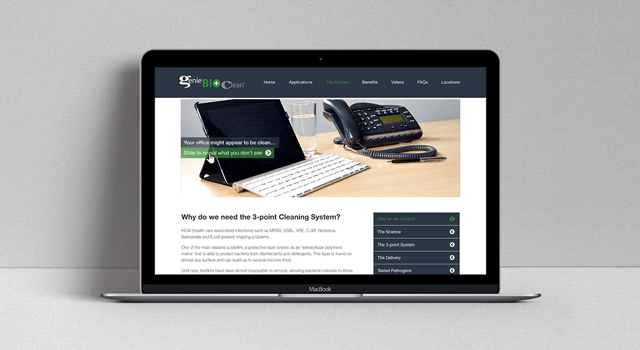 genie BIO Clean
Home Applications The System Benefits Videos FAQs Locations
Your office might appear to be clean...
Slide to reveal what you don't see
Why do we need the 3-point Cleaning System?
HCAI (health care associated infections) such as MRSA, ESBL, VRE, C.diff, Norovirus,
Salmonella and E.coli present ongoing problems.
One of the main reasons is biofilm, a protective layer known as an 'extracellular polymeric
matrix' that is able to protect bacteria from disinfectants and detergents. This layer is found on
almost any surface and can build up to several microns thick.
Until now, biofilms have been almost impossible to remove, allowing bacterial colonies to thrive.
Why do we need it?
The Science
The 3-point System
The Delivery
Tested Pathogens
MacBook